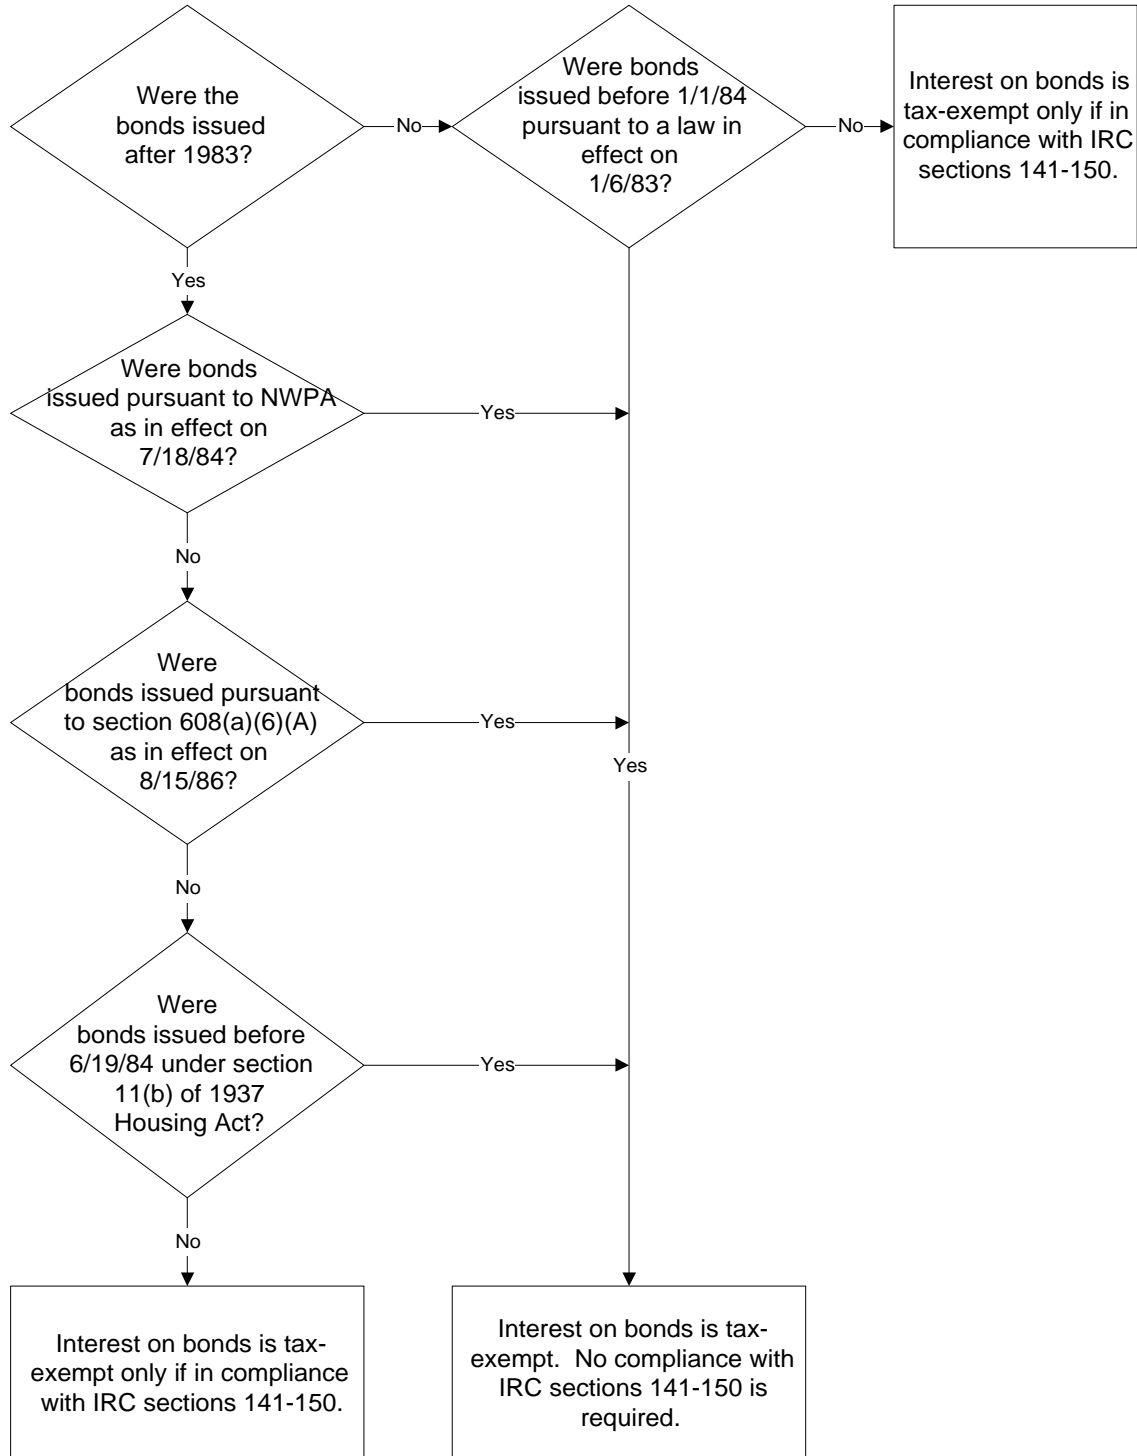 Were the
bonds issued
after 1983?
No
Were bonds
issued before 1/1/84
pursuant to a law in
effect on
1/6/83?
No
Interest on bonds is
tax-exempt only if in
compliance with IRC
sections 141-150.
Yes
Were bonds
issued pursuant to NWPA
as in effect on
7/18/84?
Yes
No
Were
bonds issued pursuant
to section 608(a)(6)(A)
as in effect on
8/15/86?
Yes
Yes
No
Were
bonds issued before
6/19/84 under section
11(b) of 1937
Housing Act?
Yes
No
Interest on bonds is tax-
exempt only if in compliance
with IRC sections 141-150.
Interest on bonds is tax-
exempt.  No compliance with
IRC sections 141-150 is
required.